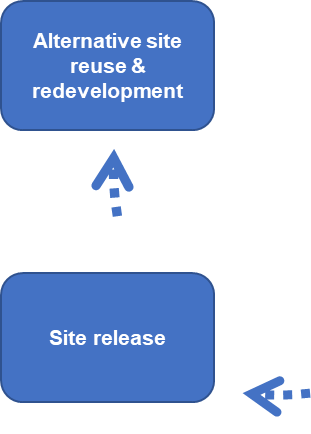 Alternative site
reuse &
redevelopment
Site release